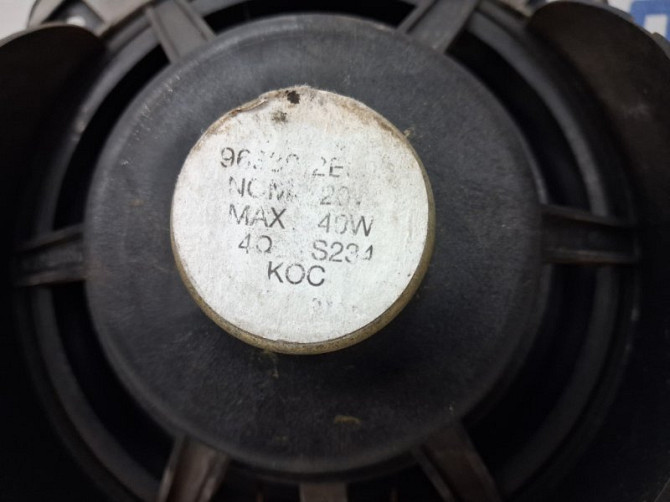 NOM. 20W
MAX. 40W
4Ω S234
KOC